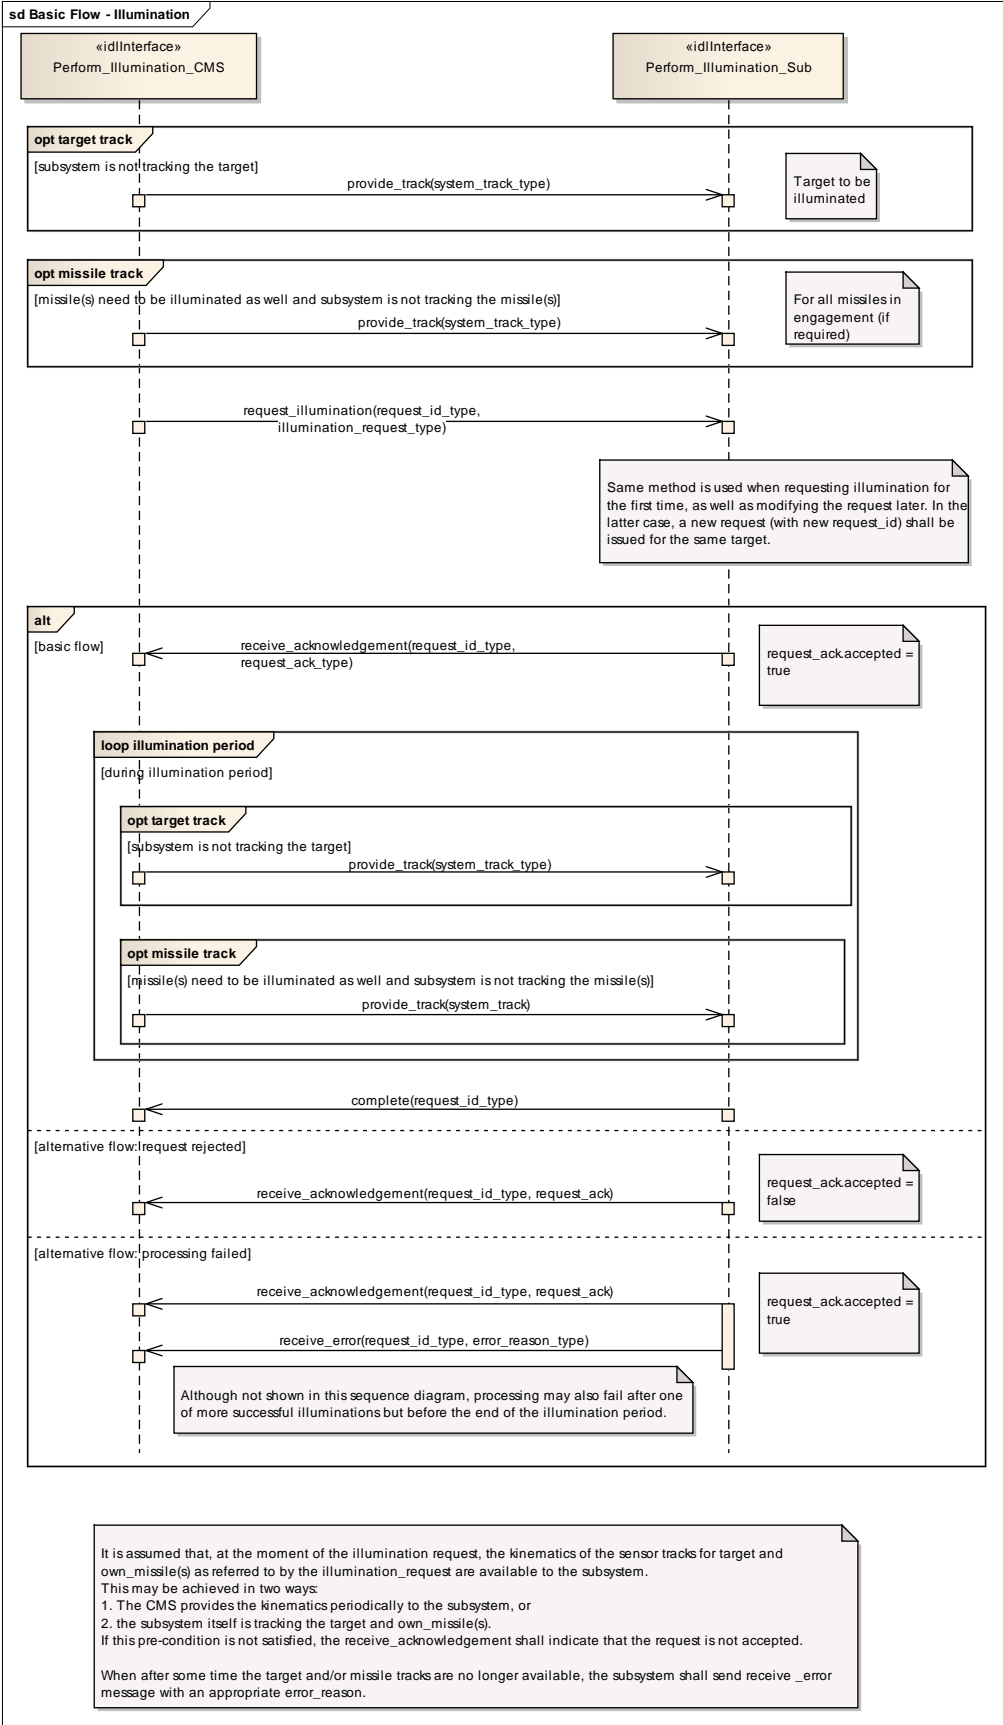 sd Basic Flow - Illumination
«idlInterface»
Perform_Illumination_CMS
«idlInterface»
Perform_Illumination_Sub
opt target track
[subsystem is not tracking the target]
provide_track(system_track_type)
Target to be
illuminated
opt missile track
[missile(s) need to be illuminated as well and subsystem is not tracking the missile(s)]
provide_track(system_track_type)
For all missiles in
engagement (if
required)
request_illumination(request_id_type,
illumination_request_type)
Same method is used when requesting illumination for
the first time, as well as modifying the request later. In the
latter case, a new request (with new request_id) shall be
issued for the same target.
alt
[basic flow]
receive_acknowledgement(request_id_type,
request_ack_type)
request_ack.accepted =
true
loop illumination period
[during illumination period]
opt target track
[subsystem is not tracking the target]
provide_track(system_track_type)
opt missile track
[missile(s) need to be illuminated as well and subsystem is not tracking the missile(s)]
provide_track(system_track)
complete(request_id_type)
[alternative flow: request rejected]
receive_acknowledgement(request_id_type, request_ack)
request_ack.accepted =
false
[alternative flow: processing failed]
receive_acknowledgement(request_id_type, request_ack)
request_ack.accepted =
true
receive_error(request_id_type, error_reason_type)
Although not shown in this sequence diagram, processing may also fail after one
of more successful illuminations but before the end of the illumination period.
It is assumed that, at the moment of the illumination request, the kinematics of the sensor tracks for target and
own_missile(s) as referred to by the illumination_request are available to the subsystem.
This may be achieved in two ways:
1. The CMS provides the kinematics periodically to the subsystem, or
2. the subsystem itself is tracking the target and own_missile(s).
If this pre-condition is not satisfied, the receive_acknowledgement shall indicate that the request is not accepted.
When after some time the target and/or missile tracks are no longer available, the subsystem shall send receive _error
message with an appropriate error_reason.